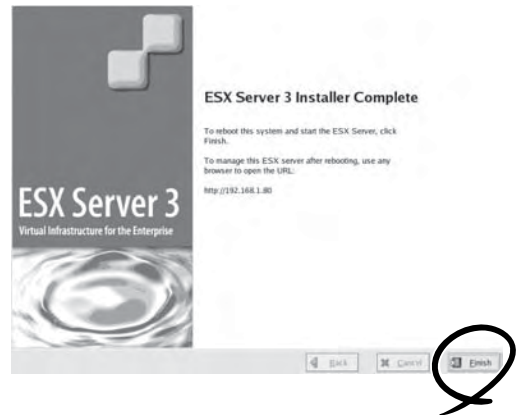 ESX Server 3 Installer Complete
To reboot this system and start the ESX Server, click
Finish.
To manage this ESX server after rebooting, use any
browser to open the URL:
http://192.168.1.80
ESX Server 3
Virtual Infrastructure for the Enterprise
Back
Cancel
Finish